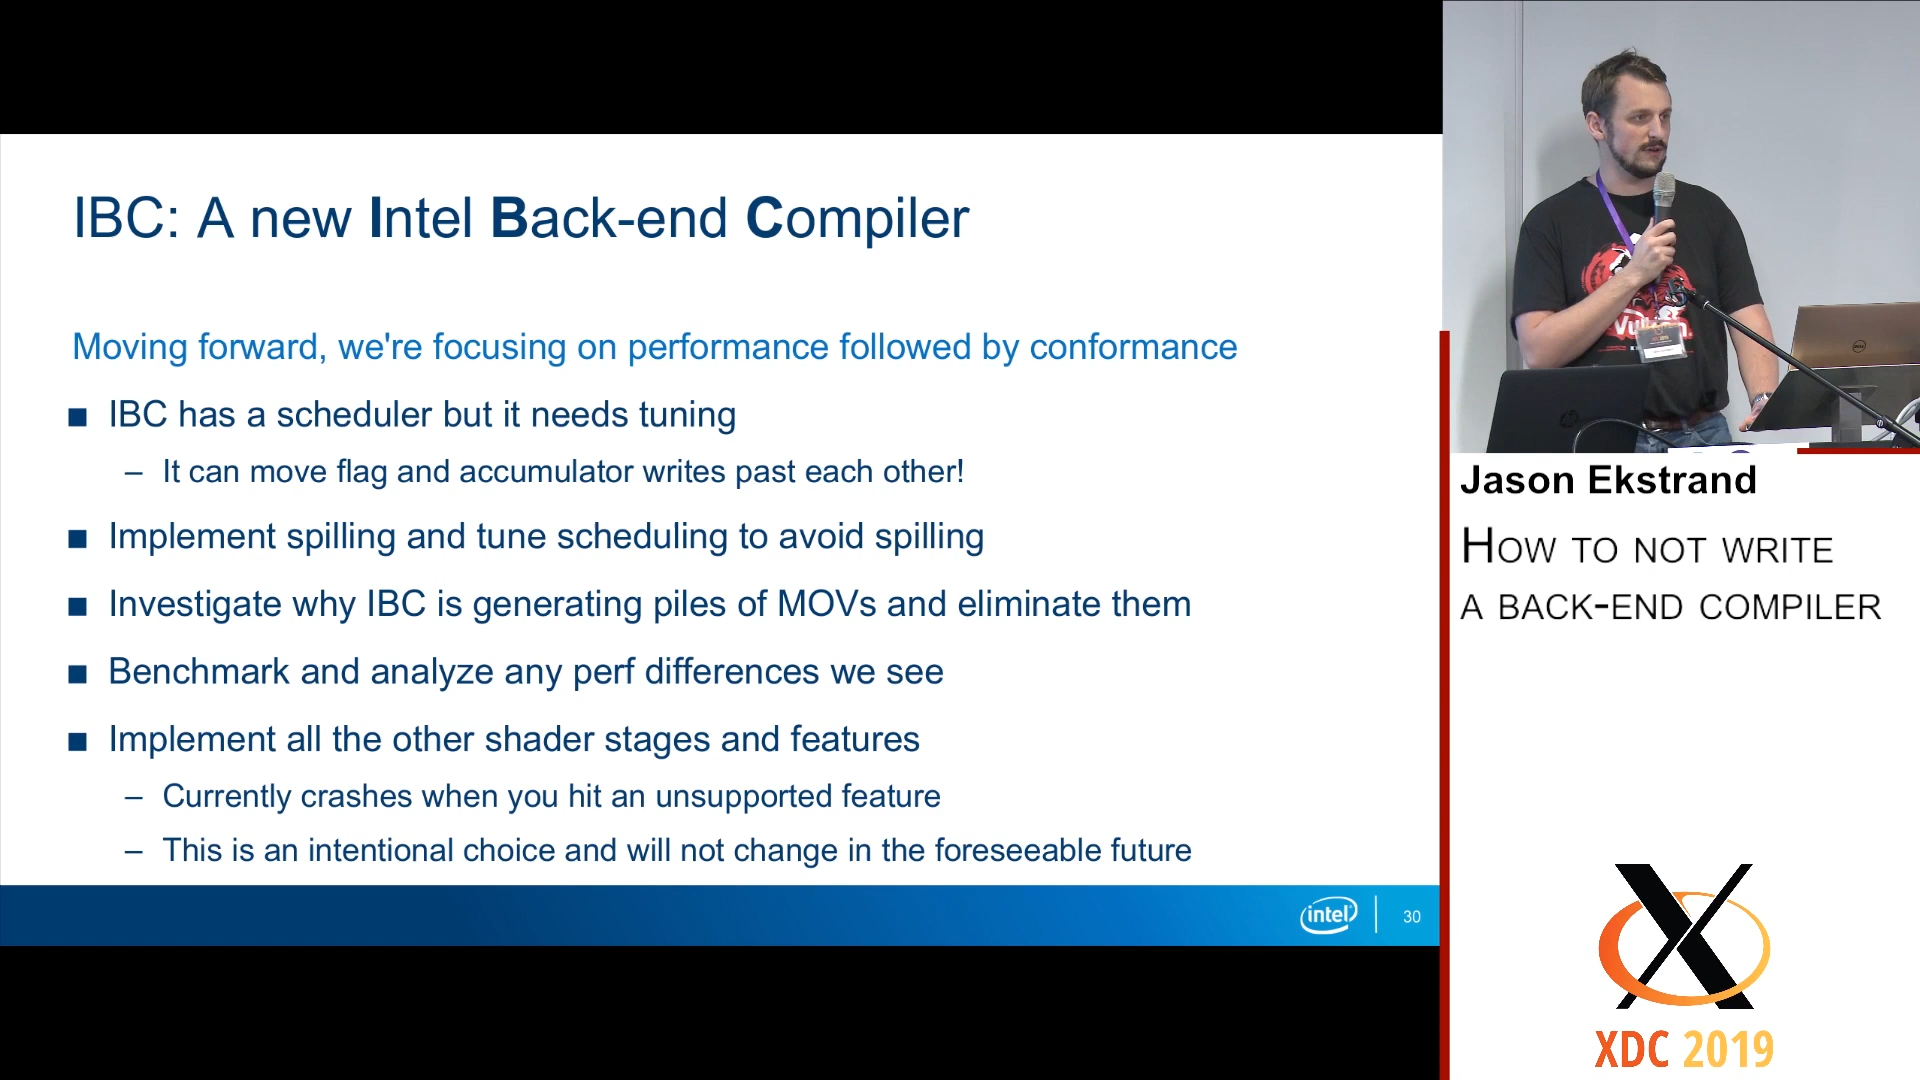 IBC: A new Intel Back-end Compiler
Moving forward, we're focusing on performance followed by conformance
■ IBC has a scheduler but it needs tuning
– It can move flag and accumulator writes past each other!
■ Implement spilling and tune scheduling to avoid spilling
■ Investigate why IBC is generating piles of MOVs and eliminate them
■ Benchmark and analyze any perf differences we see
■ Implement all the other shader stages and features
– Currently crashes when you hit an unsupported feature
– This is an intentional choice and will not change in the foreseeable future
intel
30
Jason Ekstrand
How to not write
a back-end compiler
XDC 2019